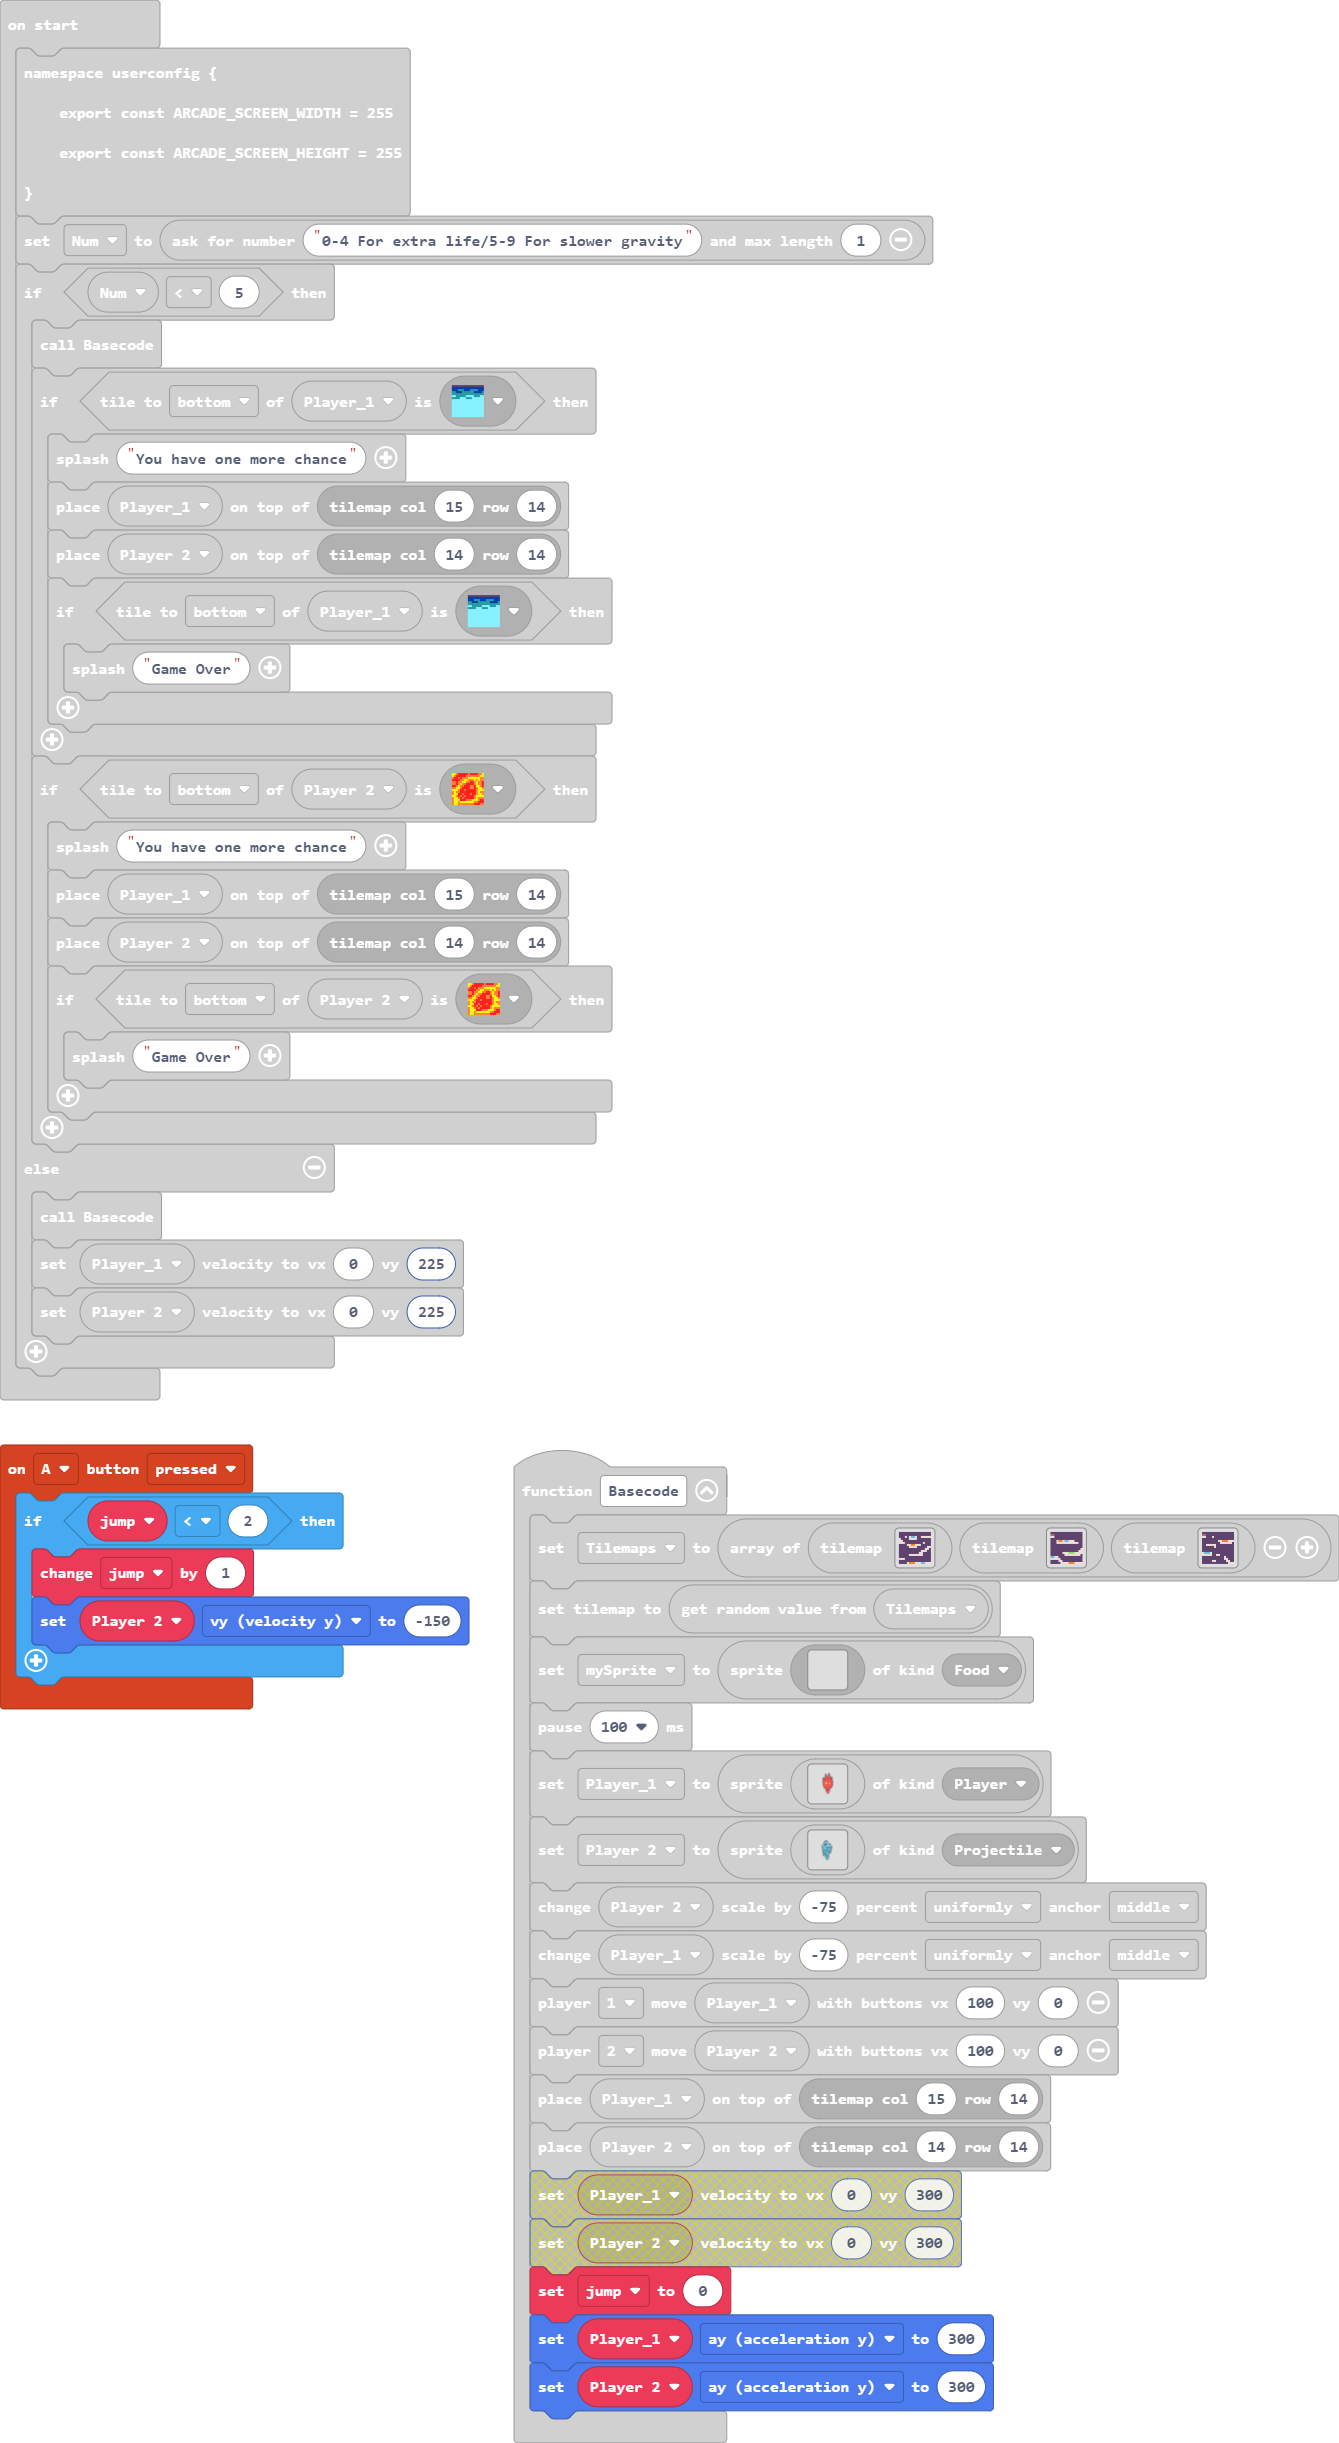 on start
namespace userconfig {
export const ARCADE_SCREEN_WIDTH = 255
export const ARCADE_SCREEN_HEIGHT = 255
}
set Num to ask for number "0-4 For extra life/5-9 For slower gravity" and max length 1
if Num < 5 then
call Basecode
if tile to bottom of Player_1 is then
splash "You have one more chance"
place Player_1 on top of tilemap col 15 row 14
place Player 2 on top of tilemap col 14 row 14
if tile to bottom of Player_1 is then
splash "Game Over"
if tile to bottom of Player 2 is then
splash "You have one more chance"
place Player_1 on top of tilemap col 15 row 14
place Player 2 on top of tilemap col 14 row 14
if tile to bottom of Player 2 is then
splash "Game Over"
else
call Basecode
set Player_1 velocity to vx 0 vy 225
set Player 2 velocity to vx 0 vy 225
on A button pressed
if jump < 2 then
change jump by 1
set Player 2 vy (velocity y) to -150
function Basecode
set Tilemaps to array of tilemap tilemap tilemap
set tilemap to get random value from Tilemaps
set mySprite to sprite of kind Food
pause 100 ms
set Player_1 to sprite of kind Player
set Player 2 to sprite of kind Projectile
change Player 2 scale by -75 percent uniformly anchor middle
change Player_1 scale by -75 percent uniformly anchor middle
player 1 move Player_1 with buttons vx 100 vy 0
player 2 move Player 2 with buttons vx 100 vy 0
place Player_1 on top of tilemap col 15 row 14
place Player 2 on top of tilemap col 14 row 14
set Player_1 velocity to vx 0 vy 300
set Player 2 velocity to vx 0 vy 300
set jump to 0
set Player_1 ay (acceleration y) to 300
set Player 2 ay (acceleration y) to 300